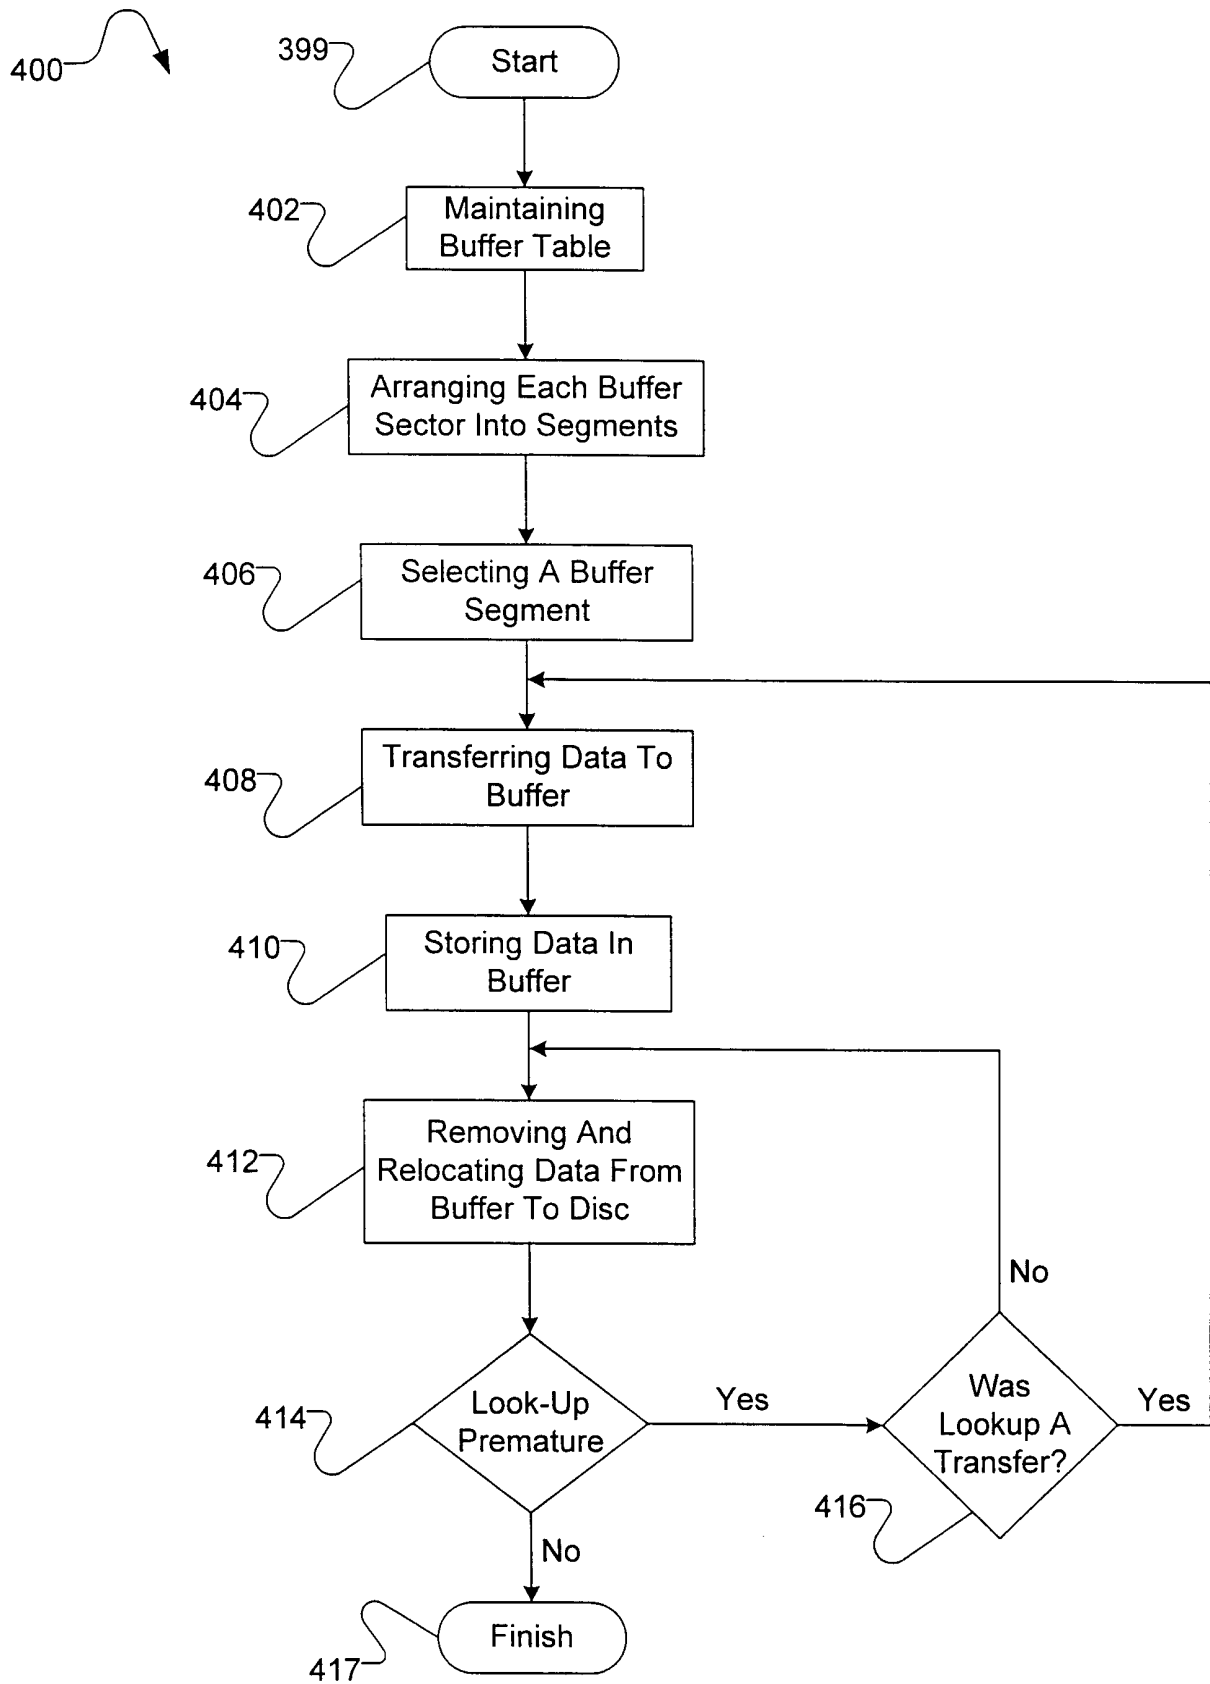 400
399
Start
402
Maintaining
Buffer Table
404
Arranging Each Buffer
Sector Into Segments
406
Selecting A Buffer
Segment
408
Transferring Data To
Buffer
410
Storing Data In
Buffer
412
Removing And
Relocating Data From
Buffer To Disc
No
414
Look-Up
Premature
Yes
Was
Lookup A
Transfer?
Yes
416
No
Finish
417